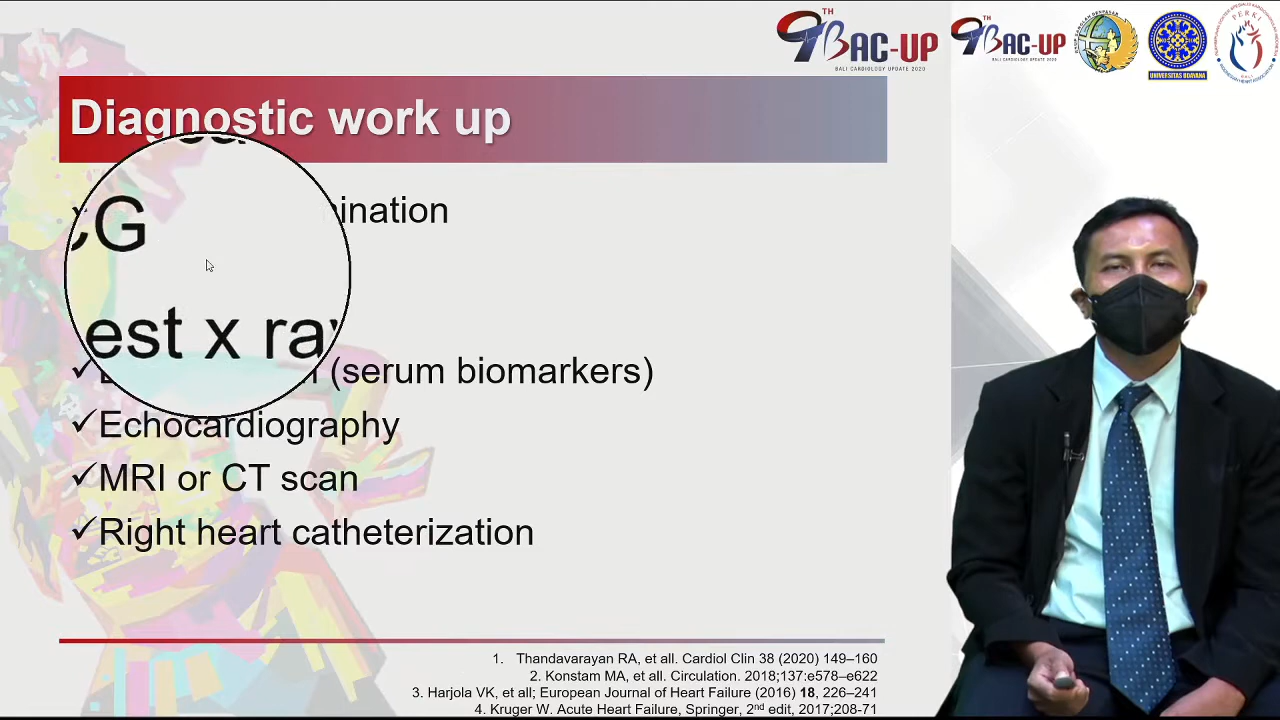 9TH BAC-UP
BALI CARDIOLOGY UPDATE 2020
9TH BAC-UP
BALI CARDIOLOGY UPDATE 2020
UNIVERSITAS UDAYANA
PERKI
BALI
Diagnostic work up
ination
CG
est x ray
✓ (serum biomarkers)
✓Echocardiography
✓MRI or CT scan
✓Right heart catheterization
1. Thandavarayan RA, et all. Cardiol Clin 38 (2020) 149–160
2. Konstam MA, et all. Circulation. 2018;137:e578–e622
3. Harjola VK, et all; European Journal of Heart Failure (2016) 18, 226–241
4. Kruger W. Acute Heart Failure, Springer, 2nd edit, 2017;208-71